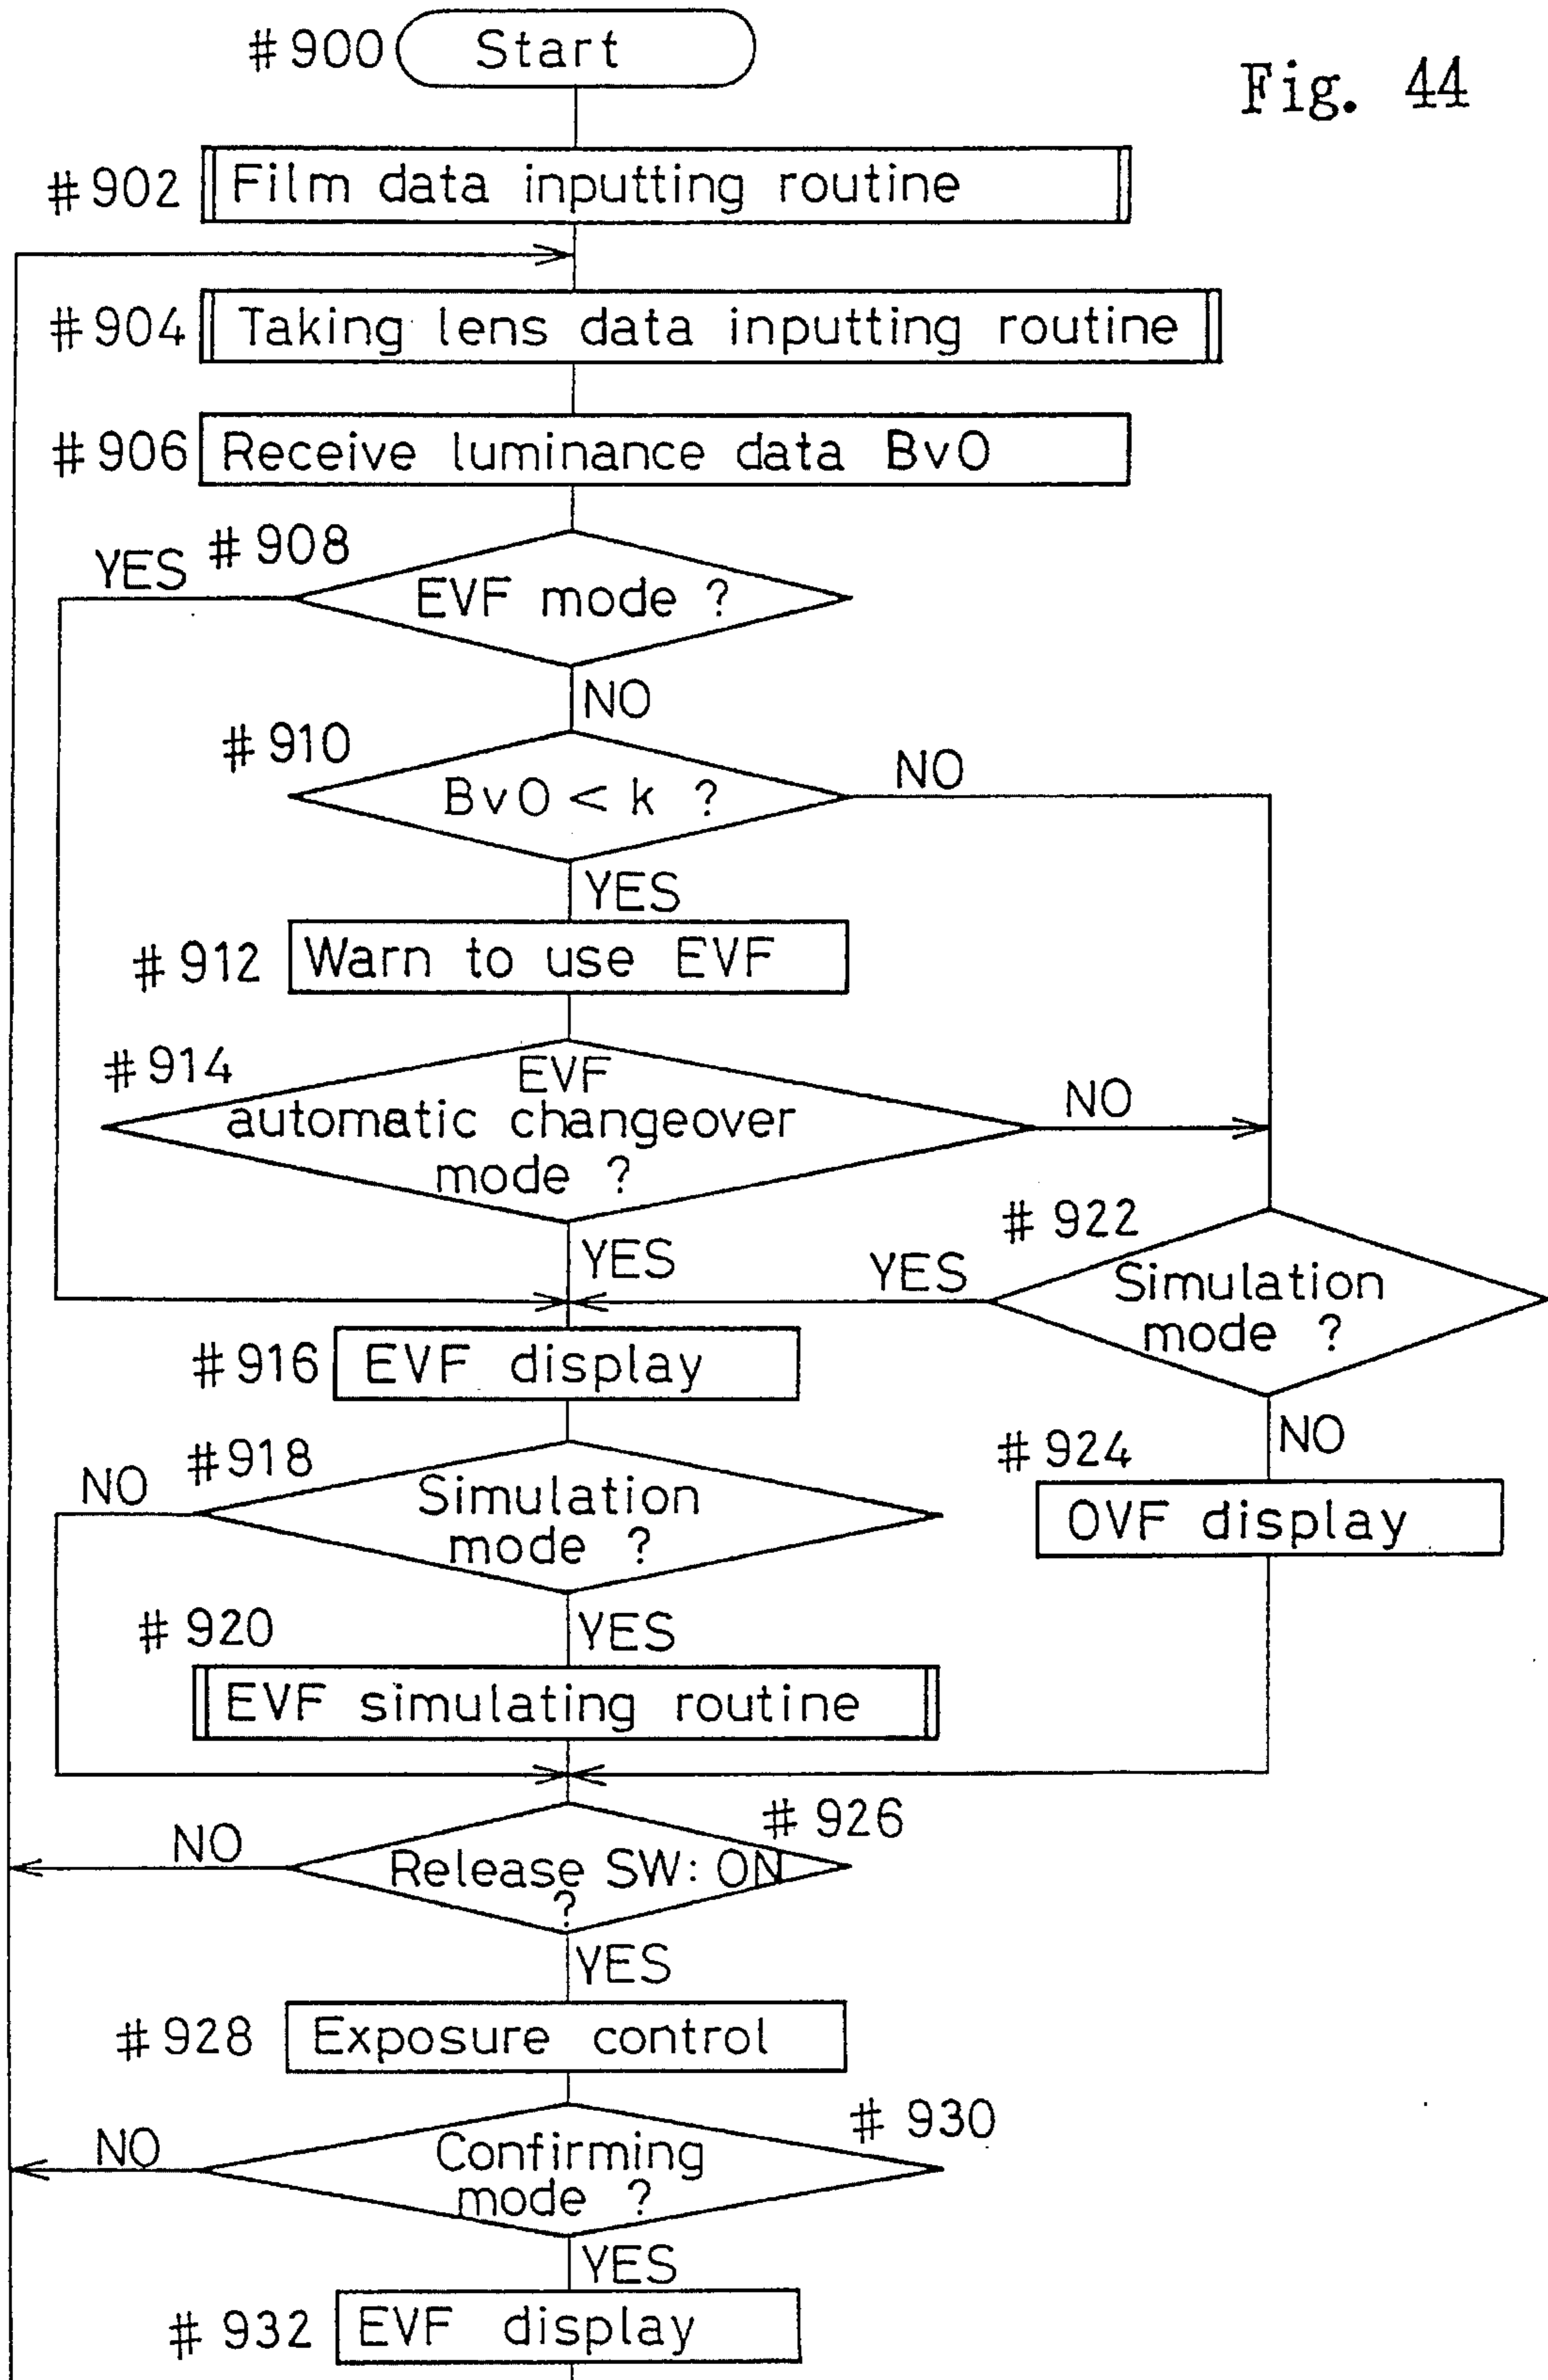 Fig. 44
#900 Start
#902 Film data inputting routine
#904 Taking lens data inputting routine
#906 Receive luminance data BvO
#908
YES
EVF mode ?
NO
#910
BvO < k ?
NO
YES
#912 Warn to use EVF
#914
EVF
automatic changeover
mode ?
NO
YES
#922
Simulation
mode ?
YES
NO
#916 EVF display
#918
Simulation
mode ?
NO
YES
#924
OVF display
#920
EVF simulating routine
#926
Release SW: ON
?
NO
YES
#928 Exposure control
#930
Confirming
mode ?
NO
YES
#932 EVF display